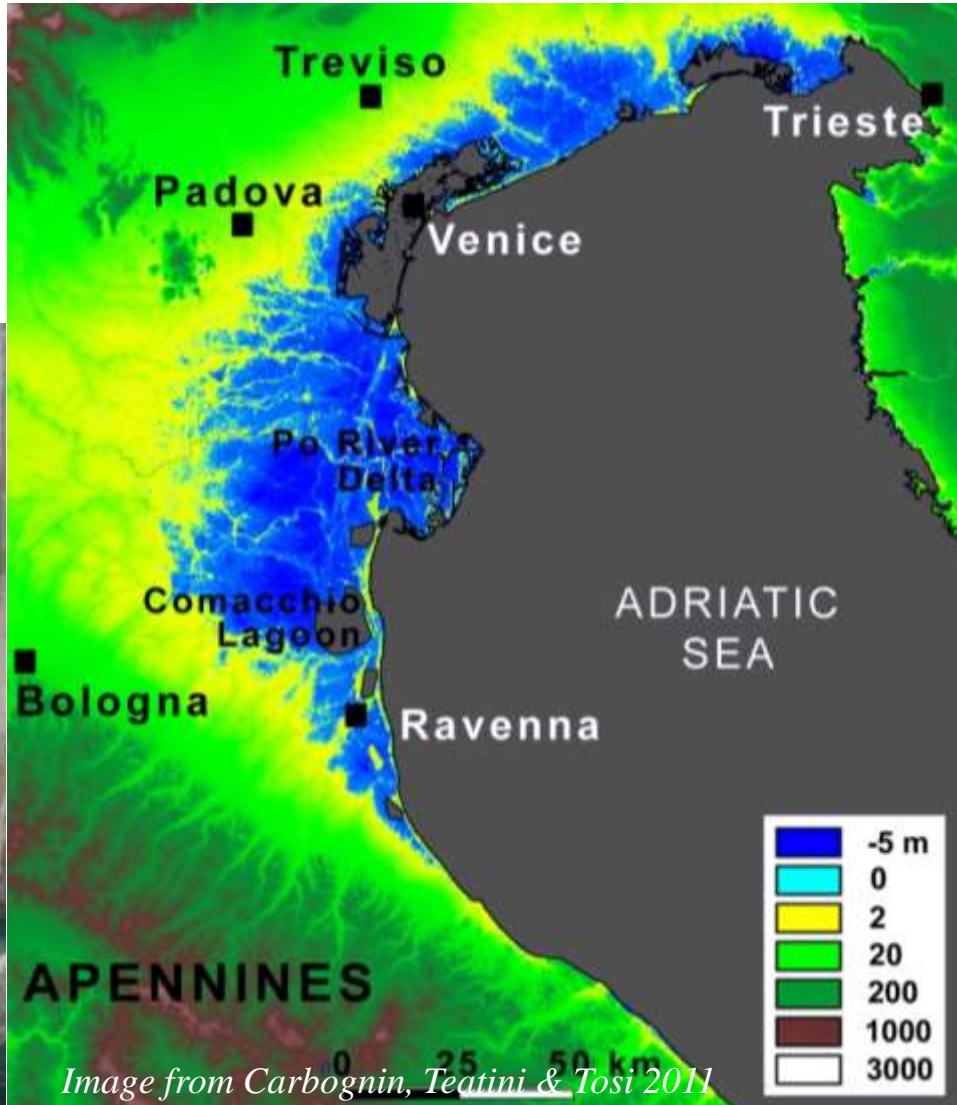 Treviso
Trieste
Padova
Venice
Po River
Delta
Comacchio
Lagoon
ADRIATIC
SEA
Bologna
Ravenna
APENNINES
-5 m
0
2
20
200
1000
3000
0 25 50 km
Image from Carbognin, Teatini & Tosi 2011